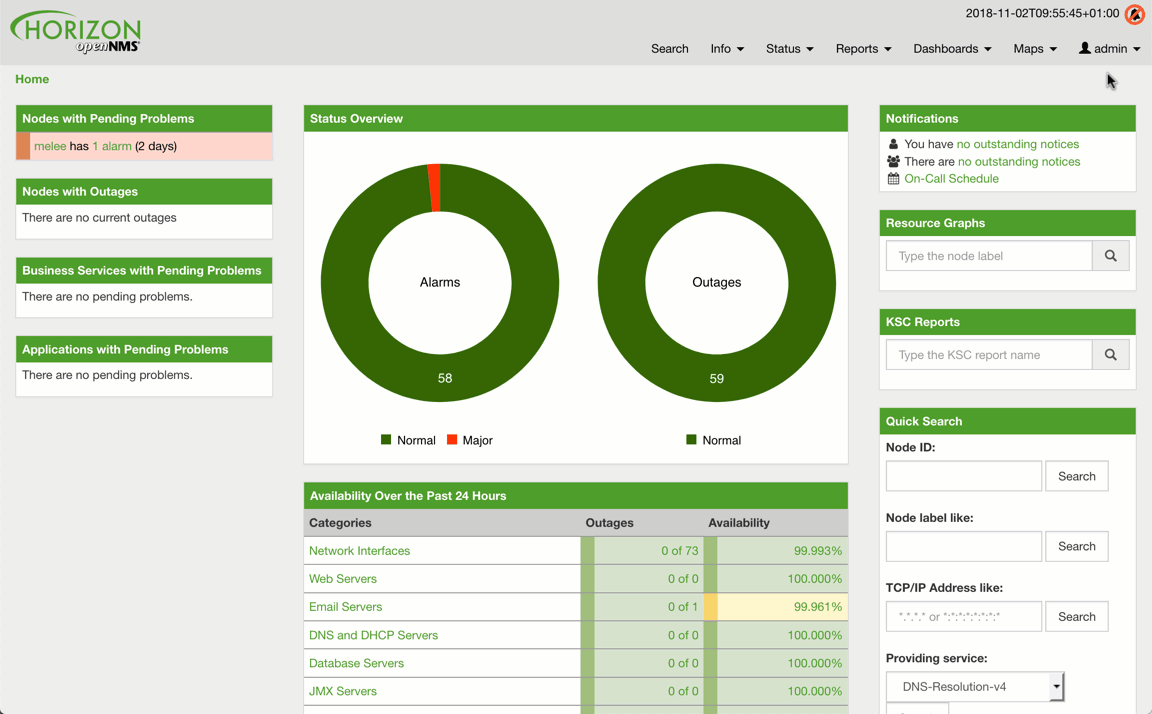 HORIZON
openNMS
2018-11-02T09:55:45+01:00
Search Info Status Reports Dashboards Maps admin
Home
Nodes with Pending Problems
melee has 1 alarm (2 days)
Nodes with Outages
There are no current outages
Business Services with Pending Problems
There are no pending problems.
Applications with Pending Problems
There are no pending problems.
Status Overview
Alarms
58
Normal Major
Outages
59
Normal
Availability Over the Past 24 Hours
Categories Outages Availability
Network Interfaces 0 of 73 99.993%
Web Servers 0 of 0 100.000%
Email Servers 0 of 1 99.961%
DNS and DHCP Servers 0 of 0 100.000%
Database Servers 0 of 0 100.000%
JMX Servers 0 of 0 100.000%
Notifications
You have no outstanding notices
There are no outstanding notices
On-Call Schedule
Resource Graphs
Type the node label
KSC Reports
Type the KSC report name
Quick Search
Node ID:
Search
Node label like:
Search
TCP/IP Address like:
*.*.*.* or *:*:*:*:*:*:*:* Search
Providing service:
DNS-Resolution-v4